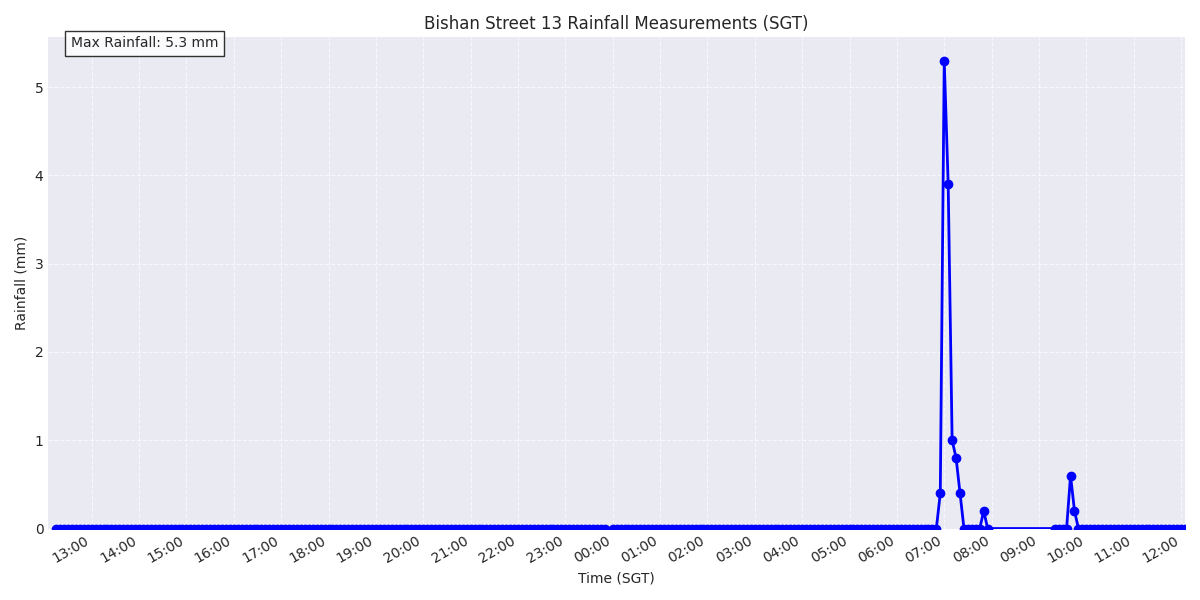 Bishan Street 13 Rainfall Measurements (SGT)
Max Rainfall: 5.3 mm
Rainfall (mm)
5
4
3
2
1
0
13:00 14:00 15:00 16:00 17:00 18:00 19:00 20:00 21:00 22:00 23:00 00:00 01:00 02:00 03:00 04:00 05:00 06:00 07:00 08:00 09:00 10:00 11:00 12:00
Time (SGT)